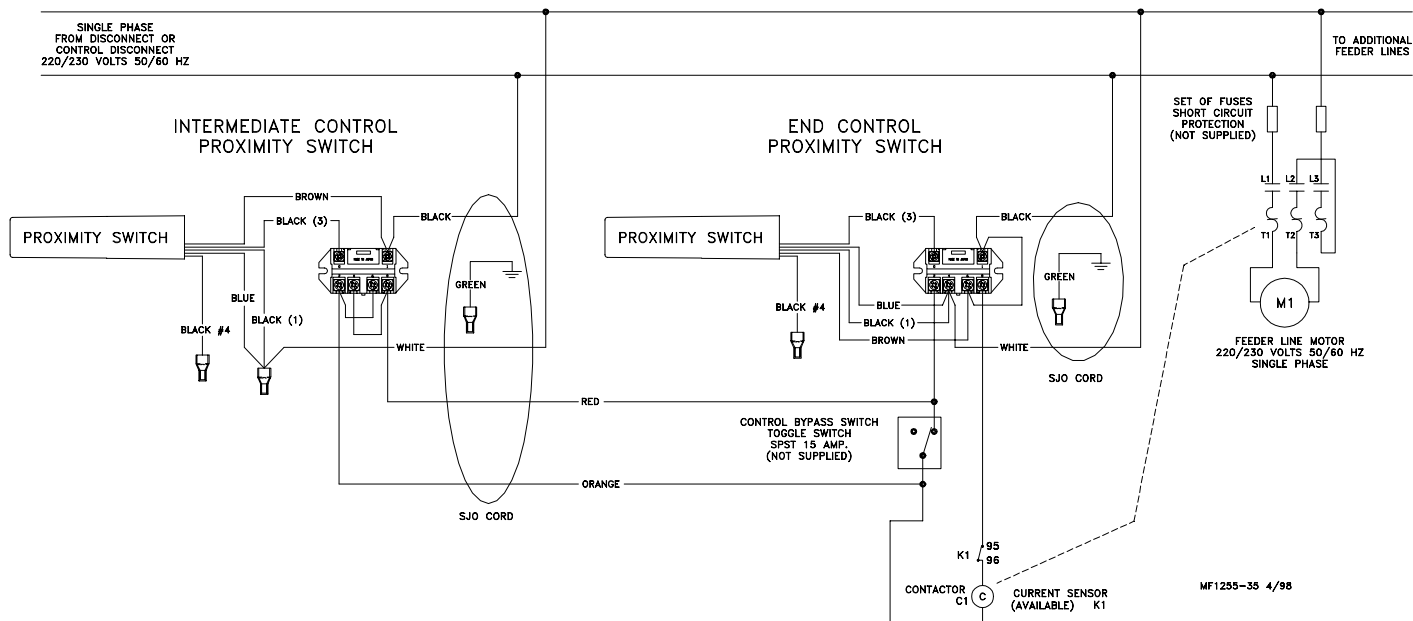 SINGLE PHASE
FROM DISCONNECT OR
CONTROL DISCONNECT
220/230 VOLTS 50/60 HZ
TO ADDITIONAL
FEEDER LINES
INTERMEDIATE CONTROL
PROXIMITY SWITCH
END CONTROL
PROXIMITY SWITCH
SET OF FUSES
SHORT CIRCUIT
PROTECTION
(NOT SUPPLIED)
PROXIMITY SWITCH
BROWN
BLACK (3)
BLACK
BLUE
BLACK (1)
BLACK #4
GREEN
WHITE
SJO CORD
PROXIMITY SWITCH
BLACK (3)
BLACK
BLUE
BLACK (1)
BROWN
BLACK #4
GREEN
WHITE
SJO CORD
L1 L2 L3
T1 T2 T3
M1
FEEDER LINE MOTOR
220/230 VOLTS 50/60 HZ
SINGLE PHASE
RED
ORANGE
CONTROL BYPASS SWITCH
TOGGLE SWITCH
SPST 15 AMP.
(NOT SUPPLIED)
K1
95
96
CONTACTOR
C1
C
CURRENT SENSOR
(AVAILABLE) K1
MF1255-35 4/98